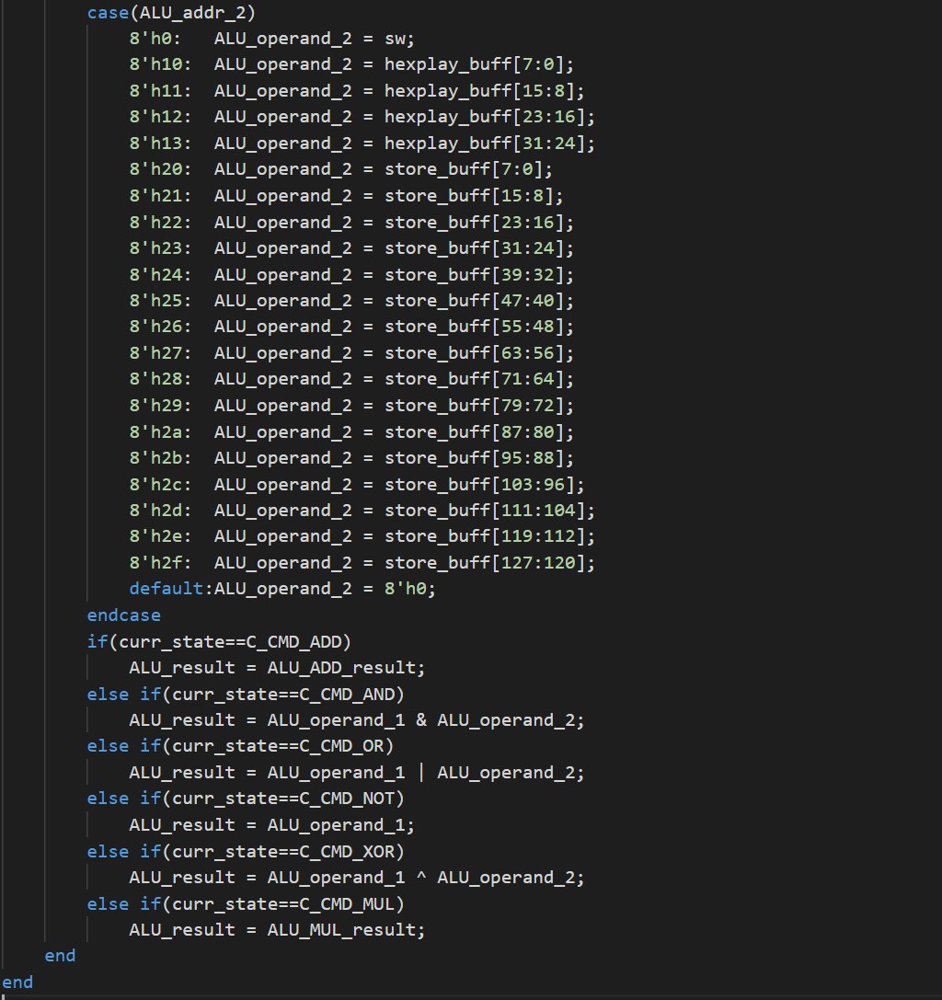 case(ALU_addr_2)
8'h0:   ALU_operand_2 = sw;
8'h10:  ALU_operand_2 = hexplay_buff[7:0];
8'h11:  ALU_operand_2 = hexplay_buff[15:8];
8'h12:  ALU_operand_2 = hexplay_buff[23:16];
8'h13:  ALU_operand_2 = hexplay_buff[31:24];
8'h20:  ALU_operand_2 = store_buff[7:0];
8'h21:  ALU_operand_2 = store_buff[15:8];
8'h22:  ALU_operand_2 = store_buff[23:16];
8'h23:  ALU_operand_2 = store_buff[31:24];
8'h24:  ALU_operand_2 = store_buff[39:32];
8'h25:  ALU_operand_2 = store_buff[47:40];
8'h26:  ALU_operand_2 = store_buff[55:48];
8'h27:  ALU_operand_2 = store_buff[63:56];
8'h28:  ALU_operand_2 = store_buff[71:64];
8'h29:  ALU_operand_2 = store_buff[79:72];
8'h2a:  ALU_operand_2 = store_buff[87:80];
8'h2b:  ALU_operand_2 = store_buff[95:88];
8'h2c:  ALU_operand_2 = store_buff[103:96];
8'h2d:  ALU_operand_2 = store_buff[111:104];
8'h2e:  ALU_operand_2 = store_buff[119:112];
8'h2f:  ALU_operand_2 = store_buff[127:120];
default:ALU_operand_2 = 8'h0;
endcase
if(curr_state==C_CMD_ADD)
ALU_result = ALU_ADD_result;
else if(curr_state==C_CMD_AND)
ALU_result = ALU_operand_1 & ALU_operand_2;
else if(curr_state==C_CMD_OR)
ALU_result = ALU_operand_1 | ALU_operand_2;
else if(curr_state==C_CMD_NOT)
ALU_result = ALU_operand_1;
else if(curr_state==C_CMD_XOR)
ALU_result = ALU_operand_1 ^ ALU_operand_2;
else if(curr_state==C_CMD_MUL)
ALU_result = ALU_MUL_result;
end
end